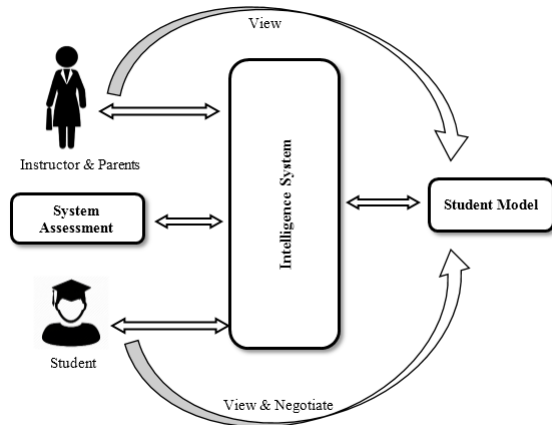 View
Instructor & Parents
System
Assessment
Intelligence System
Student Model
Student
View & Negotiate